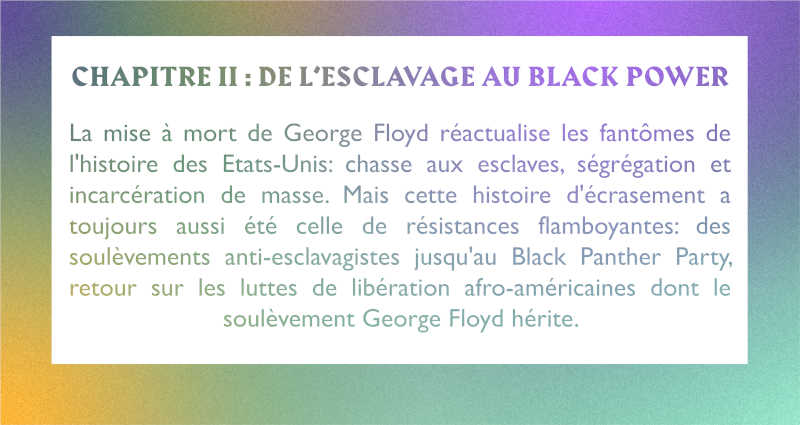 CHAPITRE II : DE L'ESCLAVAGE AU BLACK POWER
La mise à mort de George Floyd réactualise les fantômes de
l'histoire des Etats-Unis: chasse aux esclaves, ségrégation et
incarcération de masse. Mais cette histoire d'écrasement a
toujours aussi été celle de résistances flamboyantes: des
soulèvements anti-esclavagistes jusqu'au Black Panther Party,
retour sur les luttes de libération afro-américaines dont le
soulèvement George Floyd hérite.